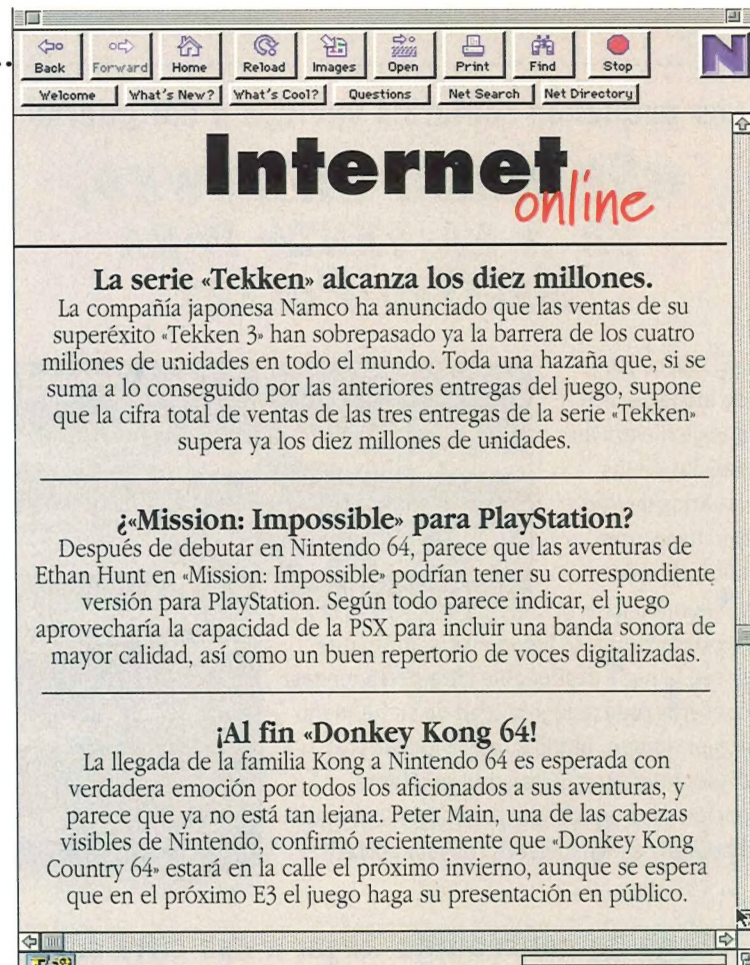 Back Forward Home Reload Images Open Print Find Stop N
Welcome What's New? What's Cool? Questions Net Search Net Directory
Internet
online
La serie «Tekken» alcanza los diez millones.
La compañía japonesa Namco ha anunciado que las ventas de su
superéxito «Tekken 3» han sobrepasado ya la barrera de los cuatro
millones de unidades en todo el mundo. Toda una hazaña que, si se
suma a lo conseguido por las anteriores entregas del juego, supone
que la cifra total de ventas de las tres entregas de la serie «Tekken»
supera ya los diez millones de unidades.
¿«Mission: Impossible» para PlayStation?
Después de debutar en Nintendo 64, parece que las aventuras de
Ethan Hunt en «Mission: Impossible» podrían tener su correspondiente
versión para PlayStation. Según todo parece indicar, el juego
aprovecharía la capacidad de la PSX para incluir una banda sonora de
mayor calidad, así como un buen repertorio de voces digitalizadas.
¡Al fin «Donkey Kong 64!
La llegada de la familia Kong a Nintendo 64 es esperada con
verdadera emoción por todos los aficionados a sus aventuras, y
parece que ya no está tan lejana. Peter Main, una de las cabezas
visibles de Nintendo, confirmó recientemente que «Donkey Kong
Country 64» estará en la calle el próximo invierno, aunque se espera
que en el próximo E3 el juego haga su presentación en público.